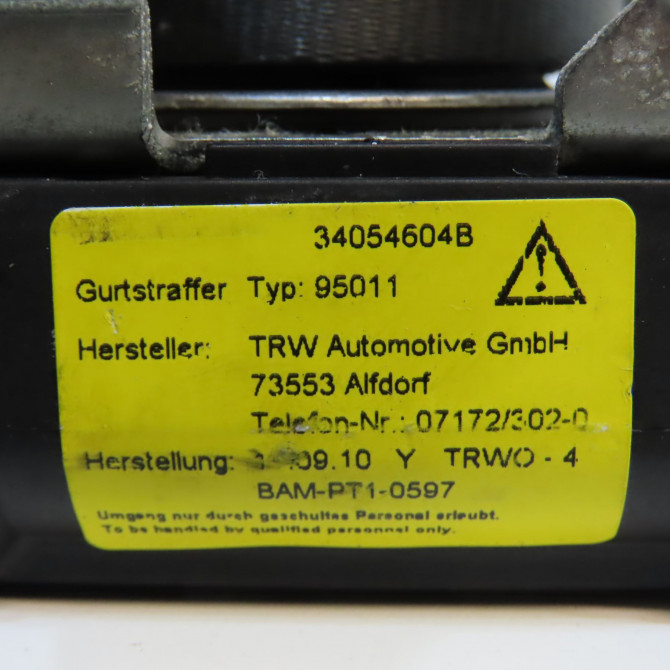 34054604B
Gurtstraffer Typ: 95011
Hersteller: TRW Automotive GmbH
73553 Alfdorf
Telefon-Nr.: 07172/302-0
Herstellung: 09.10 Y TRWO - 4
BAM-PT1-0597
Umgang nur durch geschultes Personal erlaubt.
To be handled by qualified personnel only.